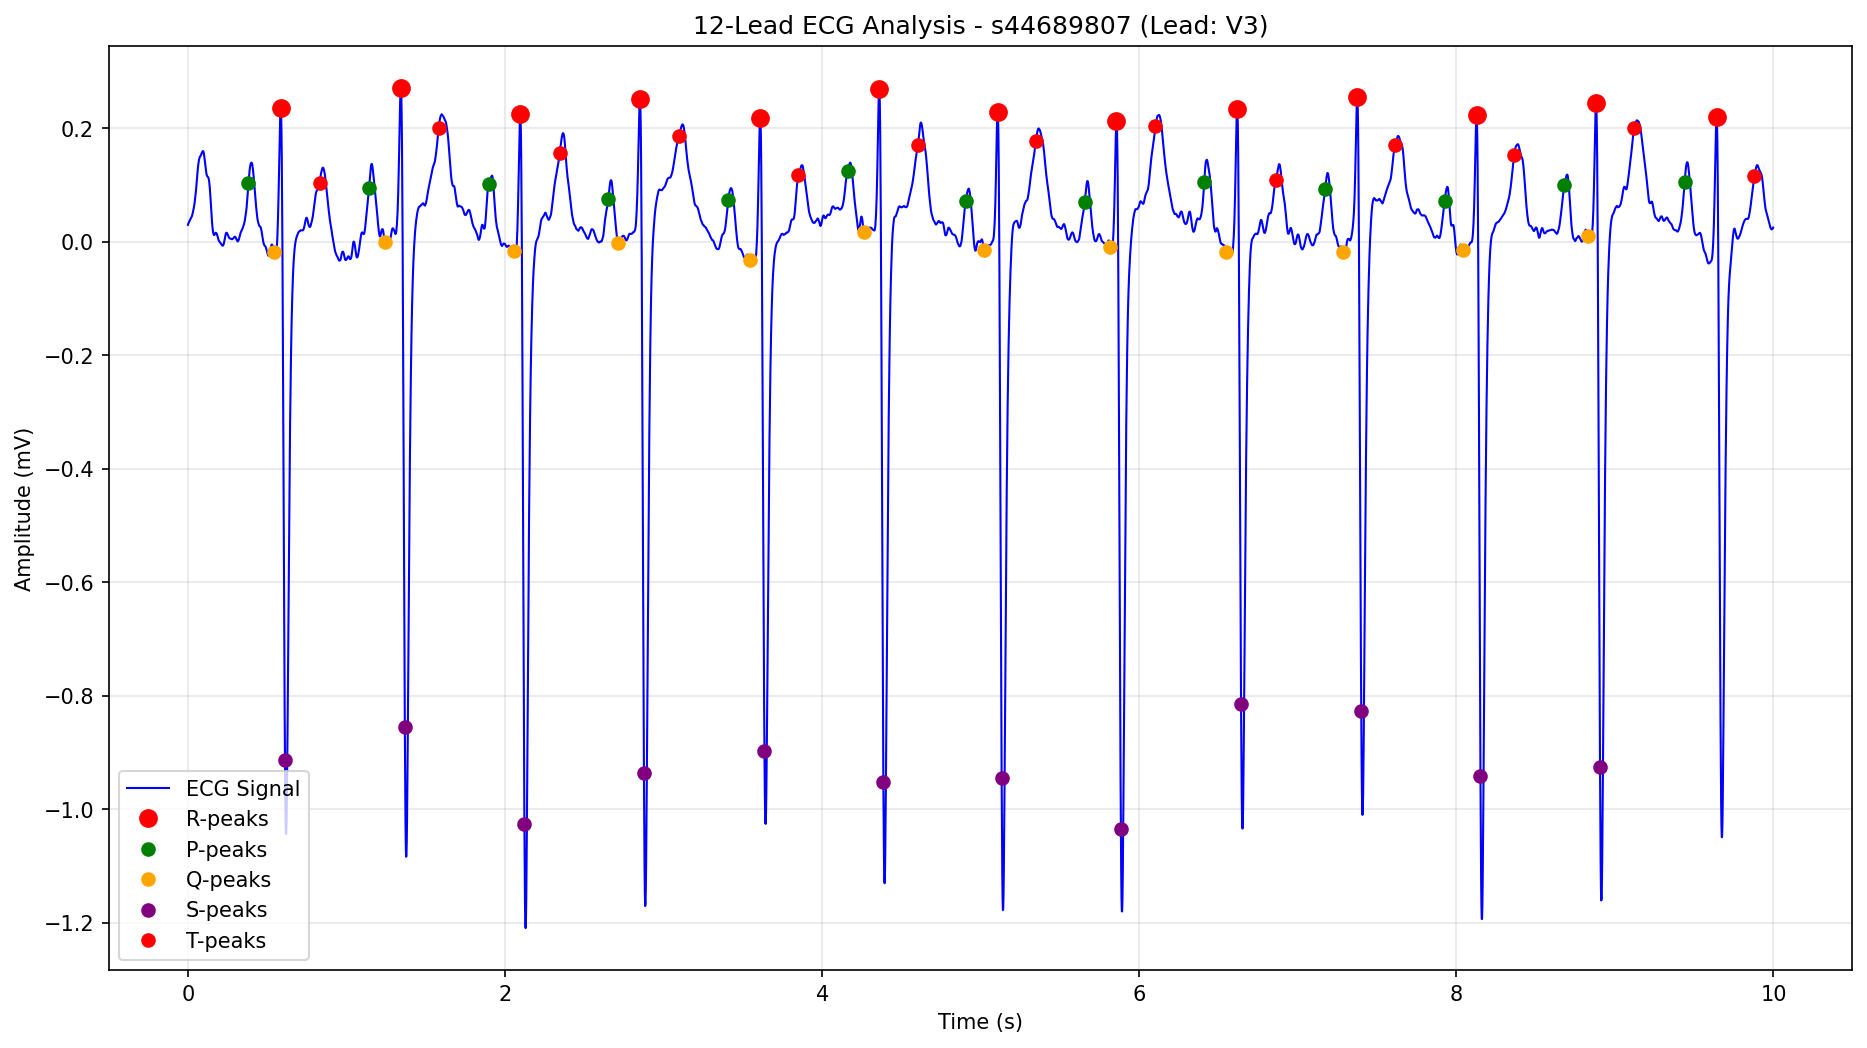 12-Lead ECG Analysis - s44689807 (Lead: V3)
Amplitude (mV)
0.2
0.0
−0.2
−0.4
−0.6
−0.8
−1.0
−1.2
ECG Signal
R-peaks
P-peaks
Q-peaks
S-peaks
T-peaks
0 2 4 6 8 10
Time (s)